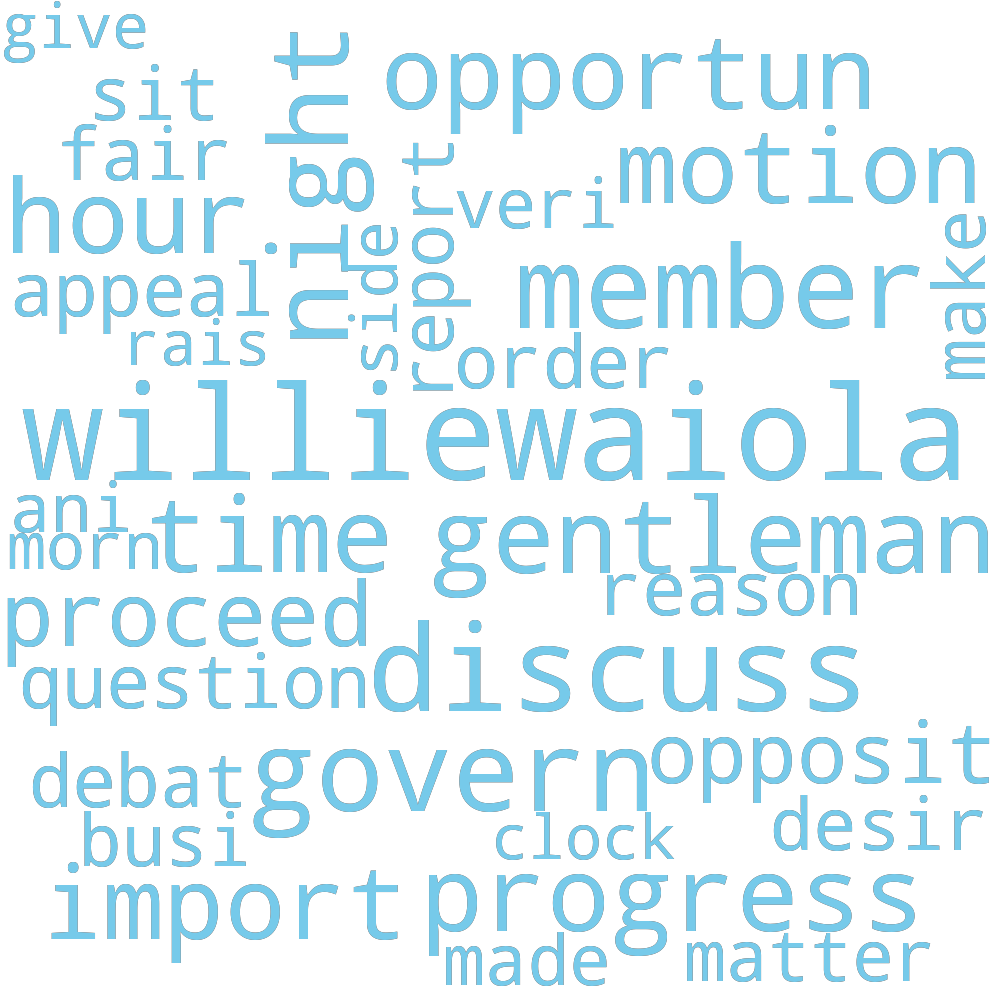 give
opportun
sit
night
fair
motion
report
veri
hour
make
side
member
appeal
rais
order
williewaiola
ani
time
gentleman
morn
reason
proceed
discuss
question
govern
opposit
debat
desir
busi
clock
import
progress
made
matter